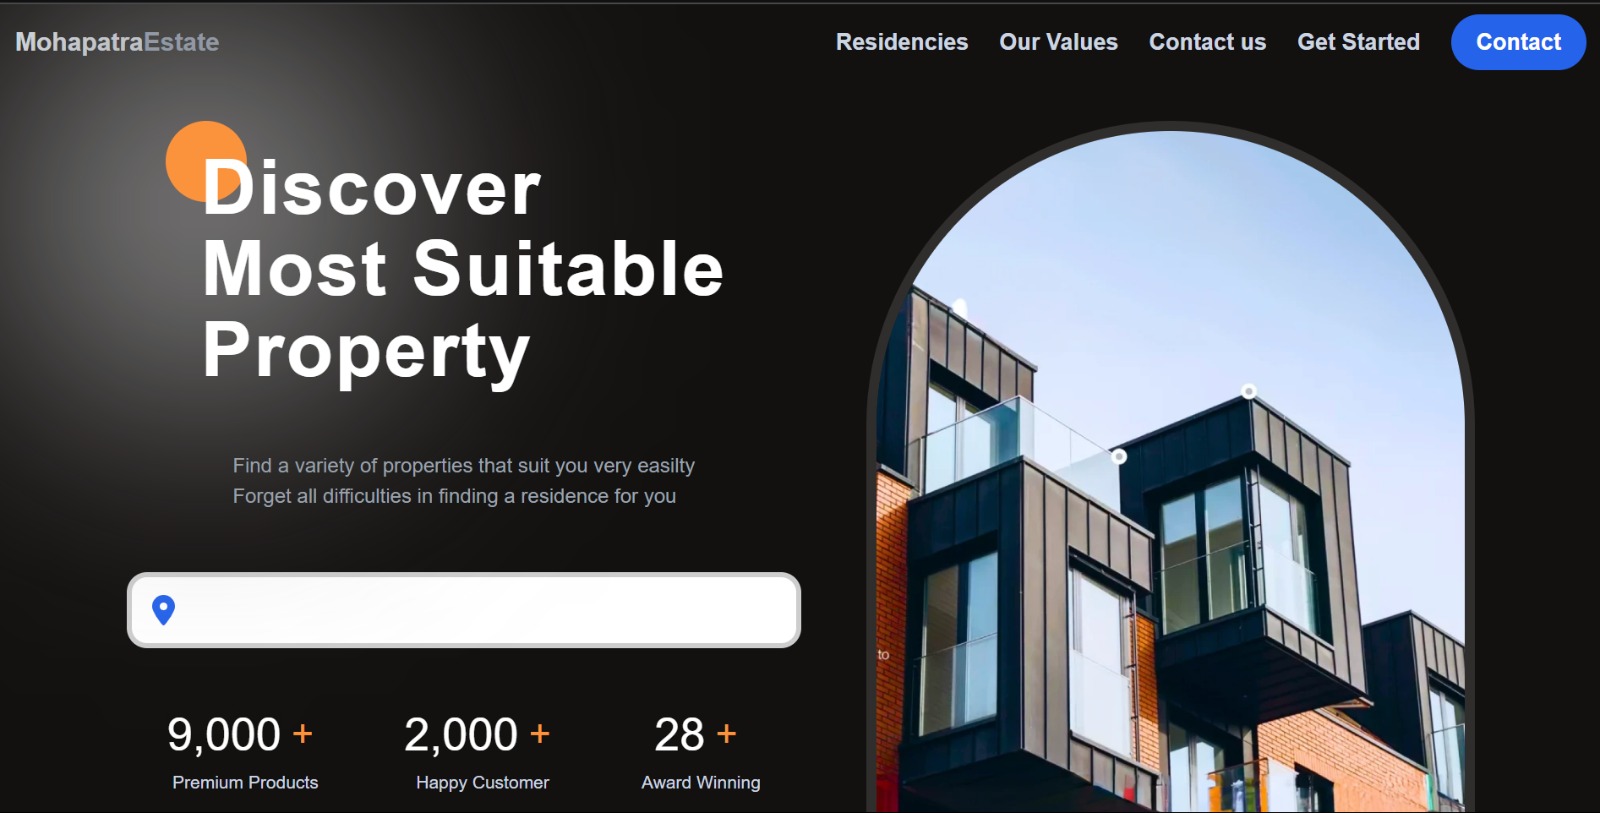 MohapatraEstate
Residencies
Our Values
Contact us
Get Started
Contact
Discover
Most Suitable
Property
Find a variety of properties that suit you very easilty
Forget all difficulties in finding a residence for you
9,000 +
2,000 +
28 +
Premium Products
Happy Customer
Award Winning
to